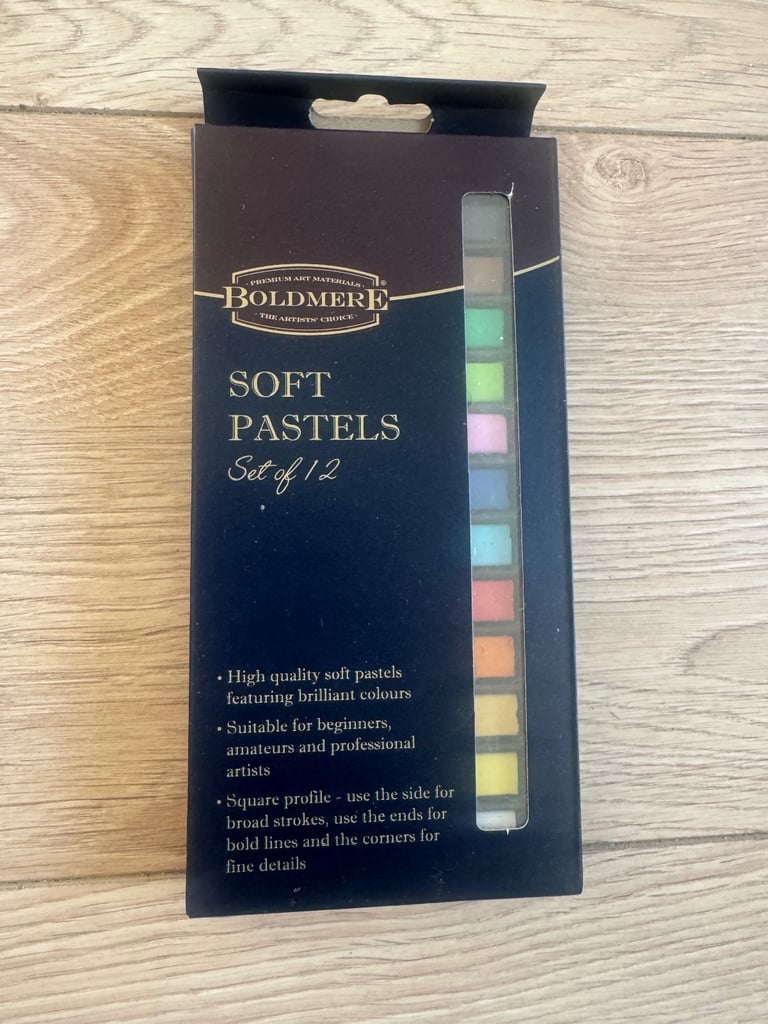 · PREMIUM ART MATERIALS ·
BOLDMERE®
· THE ARTISTS' CHOICE ·
SOFT
PASTELS
Set of 12
• High quality soft pastels
featuring brilliant colours
• Suitable for beginners,
amateurs and professional
artists
• Square profile - use the side for
broad strokes, use the ends for
bold lines and the corners for
fine details